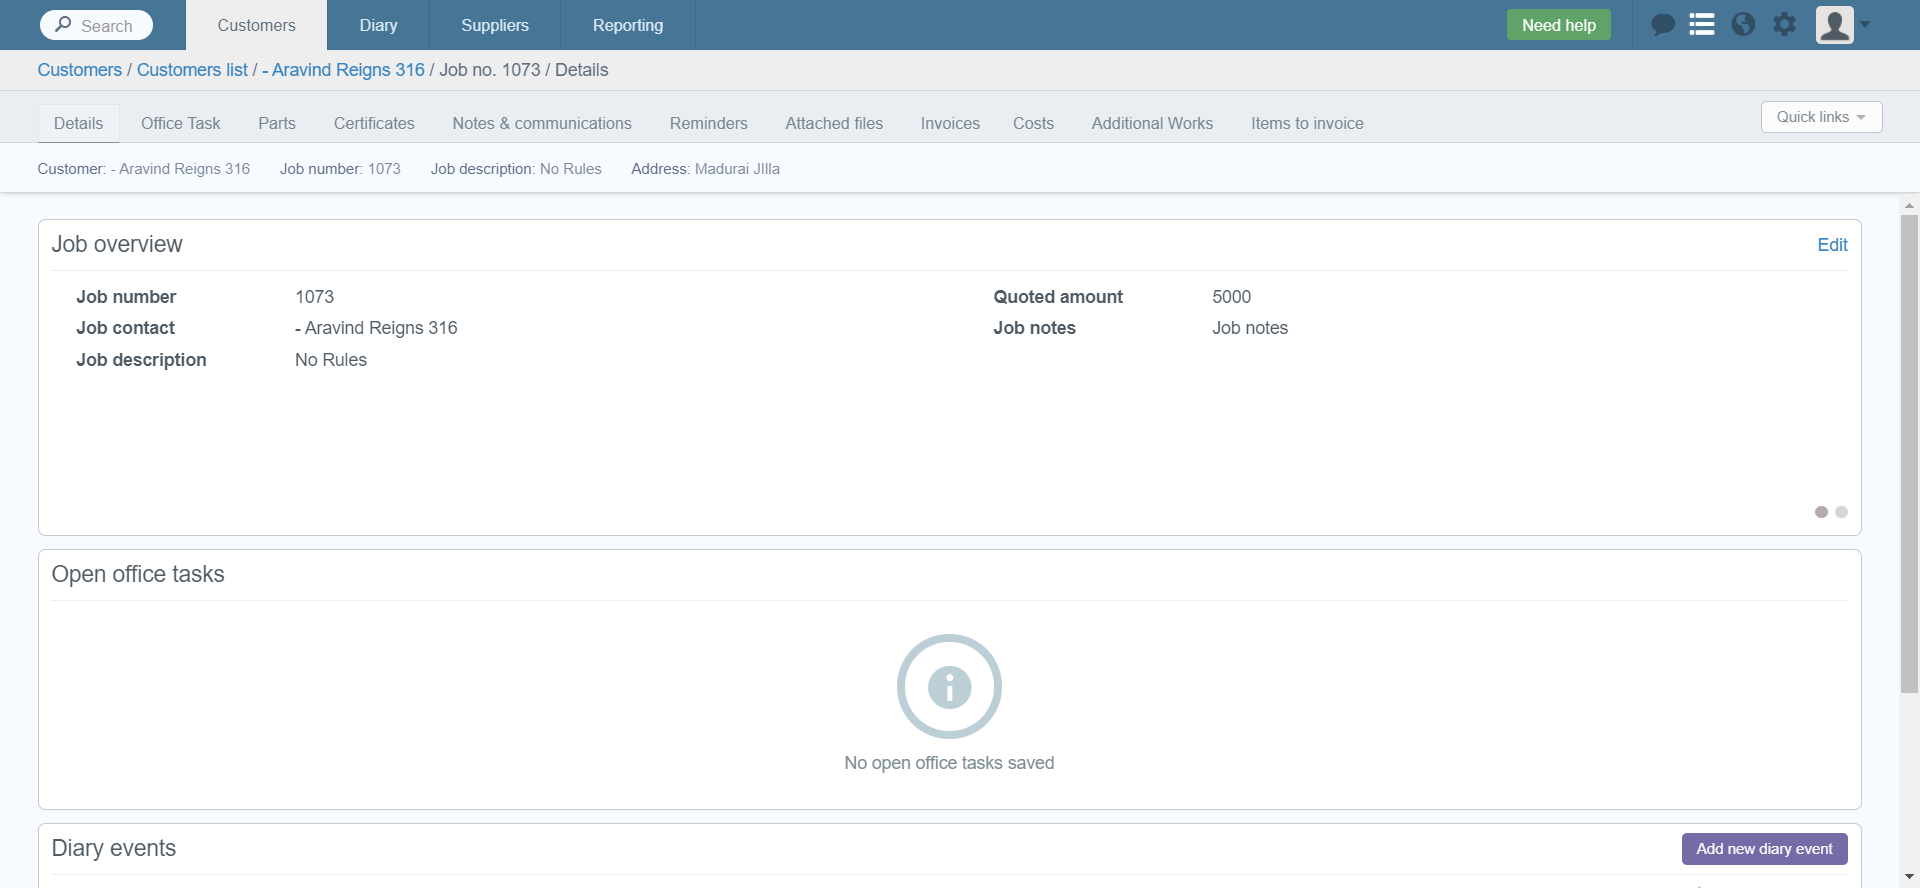 Search
Customers
Diary
Suppliers
Reporting
Need help
Customers / Customers list / - Aravind Reigns 316 / Job no. 1073 / Details
Details
Office Task
Parts
Certificates
Notes & communications
Reminders
Attached files
Invoices
Costs
Additional Works
Items to invoice
Quick links
Customer: - Aravind Reigns 316
Job number: 1073
Job description: No Rules
Address: Madurai JIlla
Job overview
Edit
Job number 1073
Job contact - Aravind Reigns 316
Job description No Rules
Quoted amount 5000
Job notes Job notes
Open office tasks
No open office tasks saved
Diary events
Add new diary event